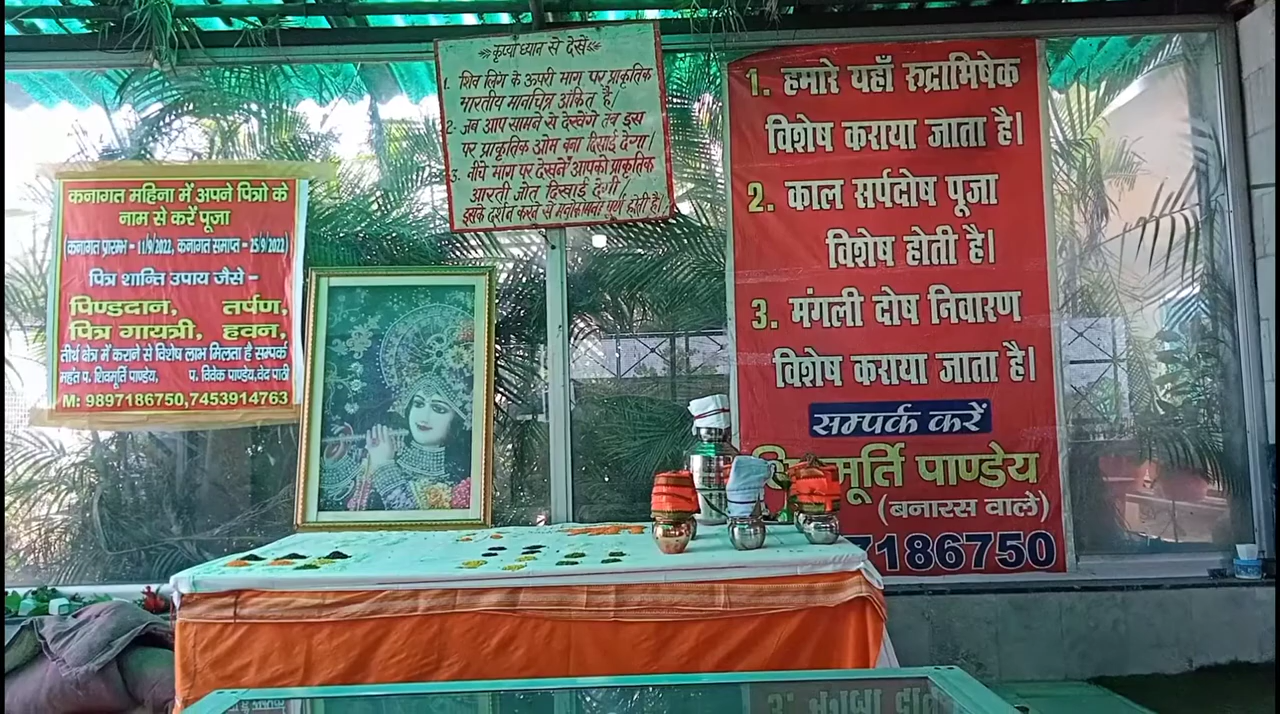 कनागत महिना में अपने पित्रो के
नाम से करें पूजा
(कनागत प्रारम्भ = 11/9/2022, कनागत समाप्त = 25/9/2022)
पित्र शान्ति उपाय जैसे -
पिण्डदान, तर्पण,
पित्र गायत्री, हवन,
तीर्थ क्षेत्र में कराने से विशेष लाभ मिलता है सम्पर्क
महंत प. शिवमूर्ति पाण्डेय, प. विवेक पाण्डेय, वेद पाठी
M: 9897186750,7453914763
कृप्या ध्यान से देखें
1. शिव लिंग के ऊपरी भाग पर प्राकृतिक
भारतीय मानचित्र अंकित है।
2- जब आप सामने से देखेंगे तब इस
पर प्राकृतिक ओम बना दिखाई देगा।
3. नीचे भाग पर देखने आपको प्राकृतिक
आरती जोत दिखाई देगी।
इसके दर्शन करने से मनोकामना पूर्ण होती है।
1. हमारे यहाँ रूद्राभिषेक
विशेष कराया जाता है।
2. काल सर्पदोष पूजा
विशेष होती है।
3. मंगली दोष निवारण
विशेष कराया जाता है।
सम्पर्क करें
मूर्ति पाण्डेय
(बनारस वाले)
7186750